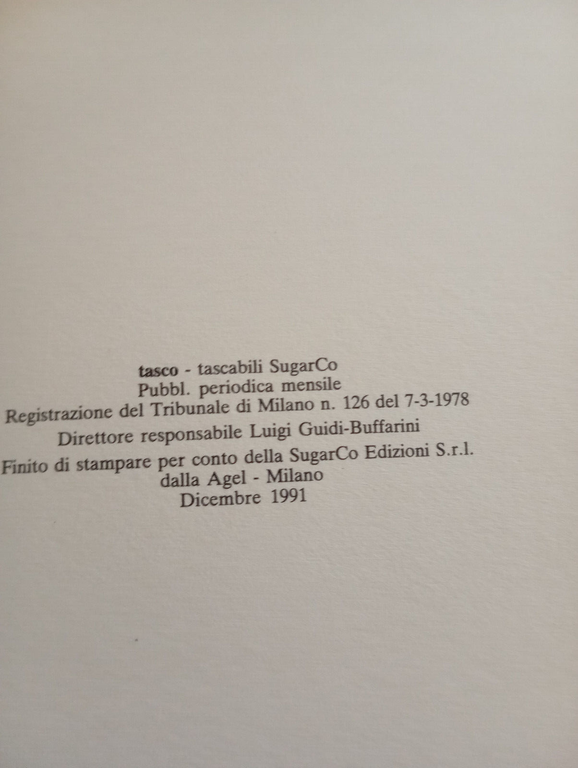 tasco - tascabili SugarCo
Pubbl. periodica mensile
Registrazione del Tribunale di Milano n. 126 del 7-3-1978
Direttore responsabile Luigi Guidi-Buffarini
Finito di stampare per conto della SugarCo Edizioni S.r.l.
dalla Agel - Milano
Dicembre 1991